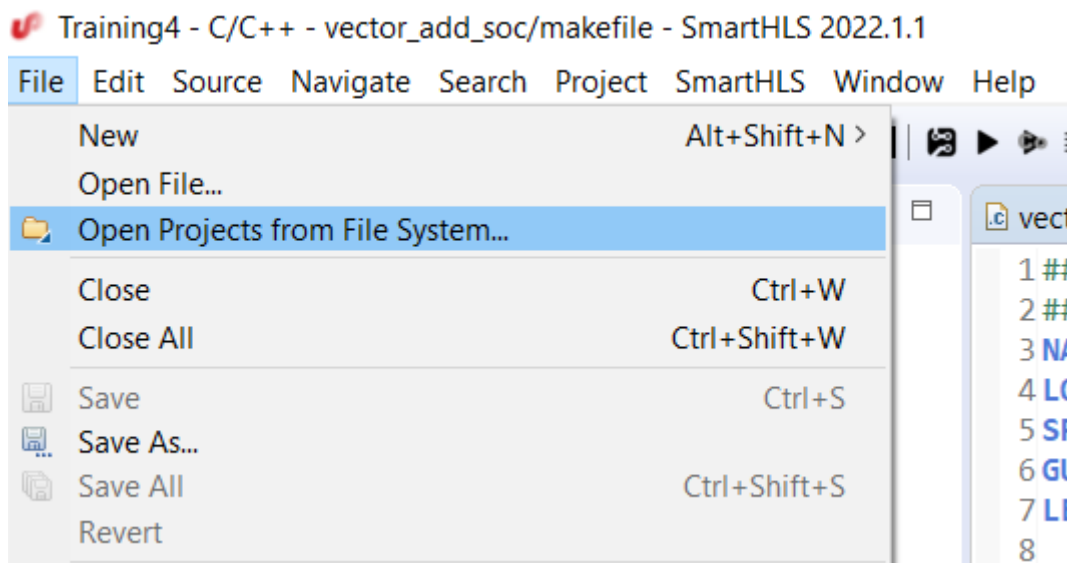 Training4 - C/C++ - vector_add_soc/makefile - SmartHLS 2022.1.1
File Edit Source Navigate Search Project SmartHLS Window Help
New Alt+Shift+N >
Open File...
Open Projects from File System...
Close Ctrl+W
Close All Ctrl+Shift+W
Save Ctrl+S
Save As...
Save All Ctrl+Shift+S
Revert
.c
1 ##
2 ##
3
4
5
6
7
8